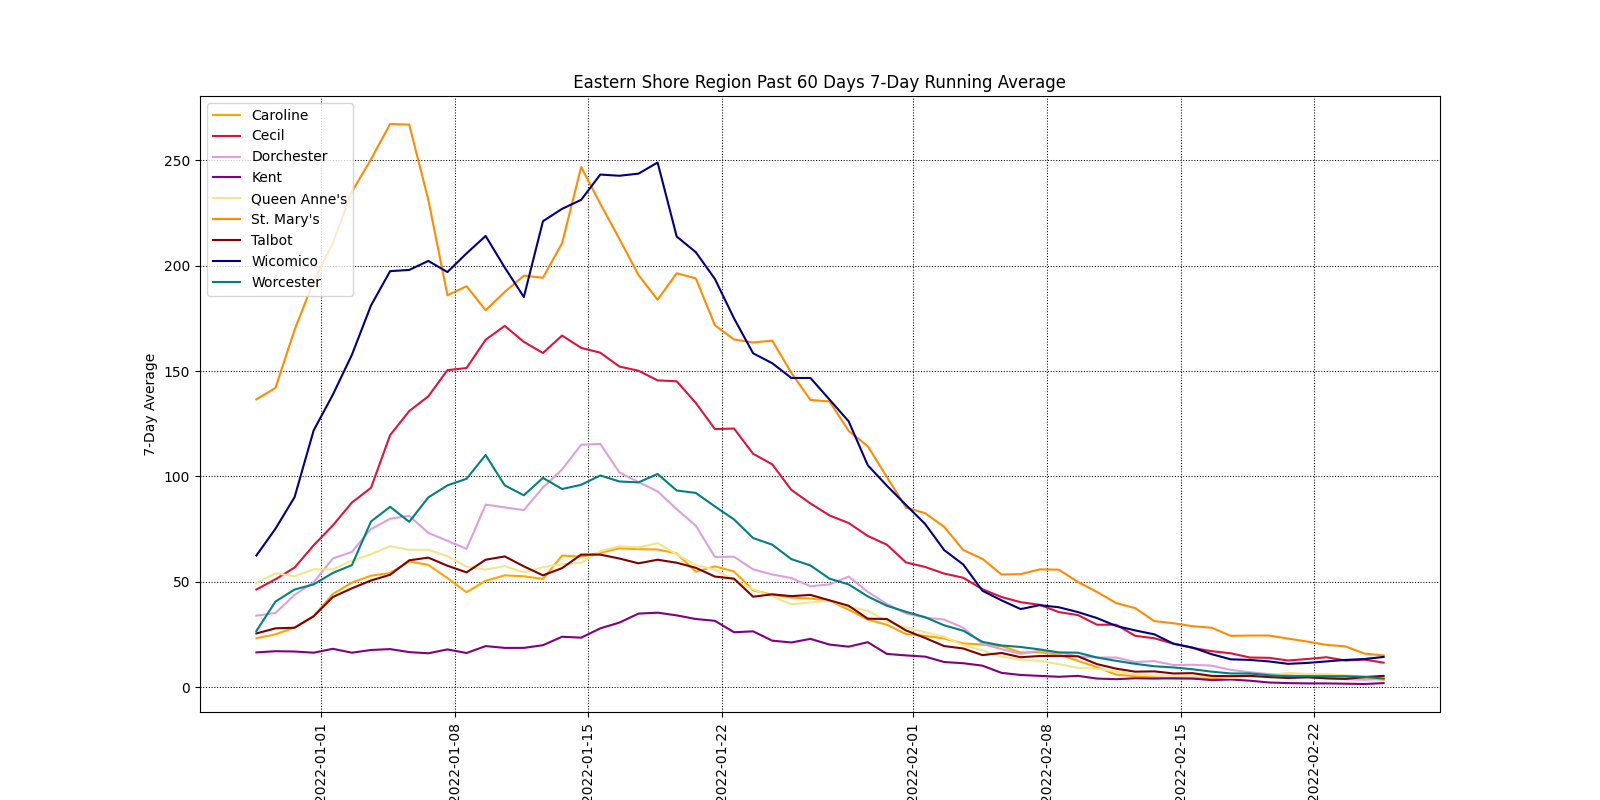 Eastern Shore Region Past 60 Days 7-Day Running Average
Caroline
Cecil
Dorchester
Kent
Queen Anne's
St. Mary's
Talbot
Wicomico
Worcester
7-Day Average
250
200
150
100
50
0
2022-01-01
2022-01-08
2022-01-15
2022-01-22
2022-02-01
2022-02-08
2022-02-15
2022-02-22